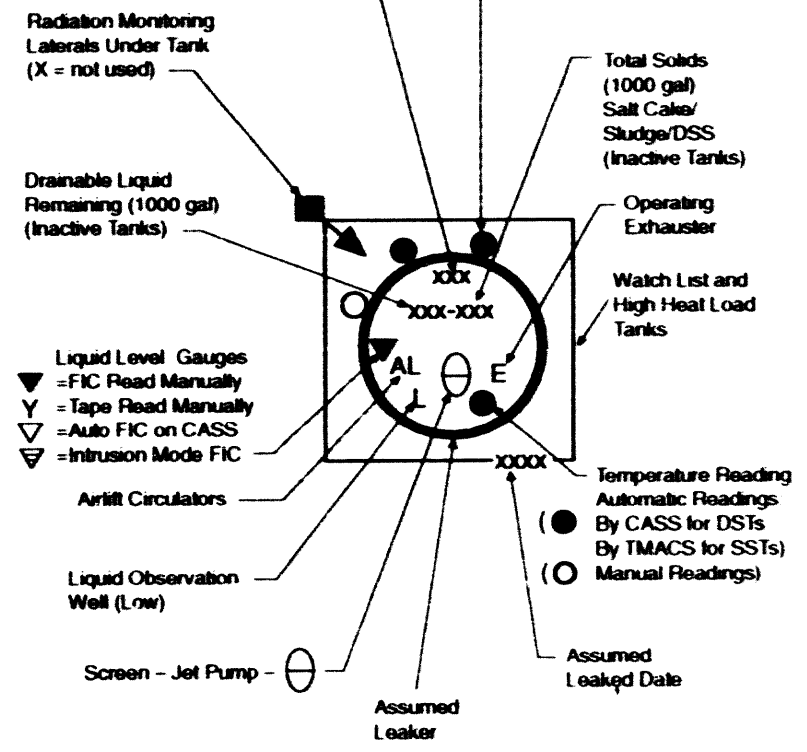 Radiation Monitoring
Laterals Under Tank
(X = not used)
Total Solids
(1000 gal)
Salt Cake/
Sludge/DSS
(Inactive Tanks)
Drainable Liquid
Remaining (1000 gal)
(Inactive Tanks)
Operating
Exhauster
Watch List and
High Heat Load
Tanks
XXX
XXX-XXX
AL
E
L
XXXX
Liquid Level Gauges
=FIC Read Manually
Y =Tape Read Manually
=Auto FIC on CASS
=Intrusion Mode FIC
Airlift Circulators
Liquid Observation
Well (Low)
Screen - Jet Pump -
Assumed
Leaker
Temperature Reading
Automatic Readings
( By CASS for DSTs
By TMACS for SSTs)
( Manual Readings)
Assumed
Leaked Date